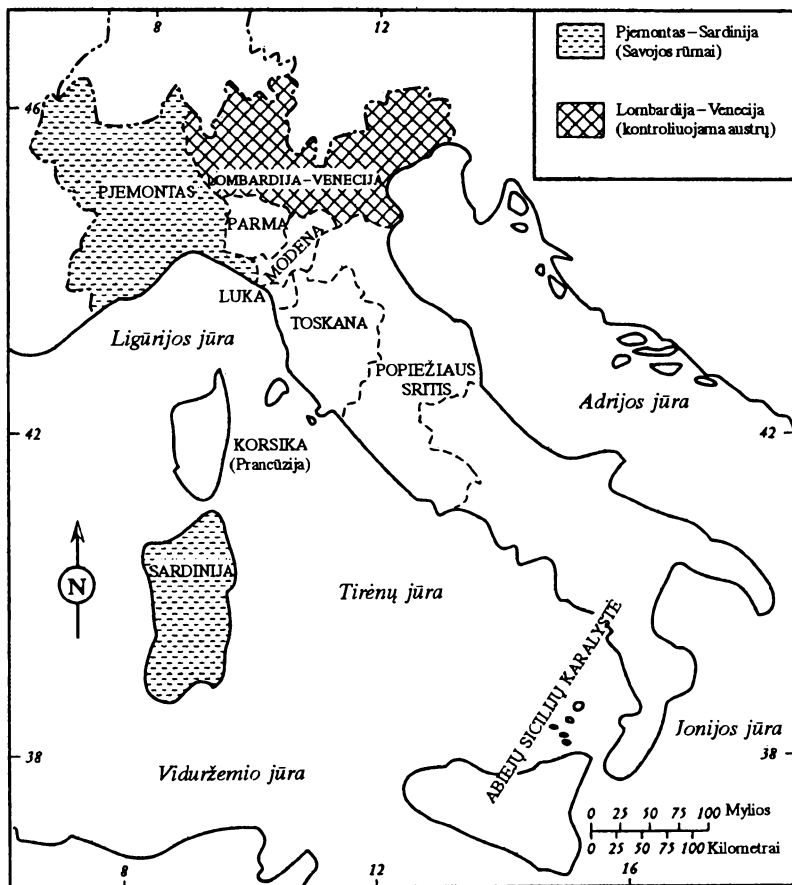 8
12
Pjemontas – Sardinija
(Savojos rūmai)
46
Lombardija – Venecija
(kontroliuojama austrų)
PJEMONTAS
LOMBARDIJA – VENECIJA
PARMA
MODENA
LUKA
TOSKANA
Ligūrijos jūra
POPIEŽIAUS
SRITIS
Adrijos jūra
42
42
KORSIKA
(Prancūzija)
SARDINIJA
N
Tirėnų jūra
ABIEJŲ SICILIJŲ KARALYSTĖ
Jonijos jūra
38
38
Viduržemio jūra
0 25 50 75 100 Mylios
0 25 50 75 100 Kilometrai
8
12
16